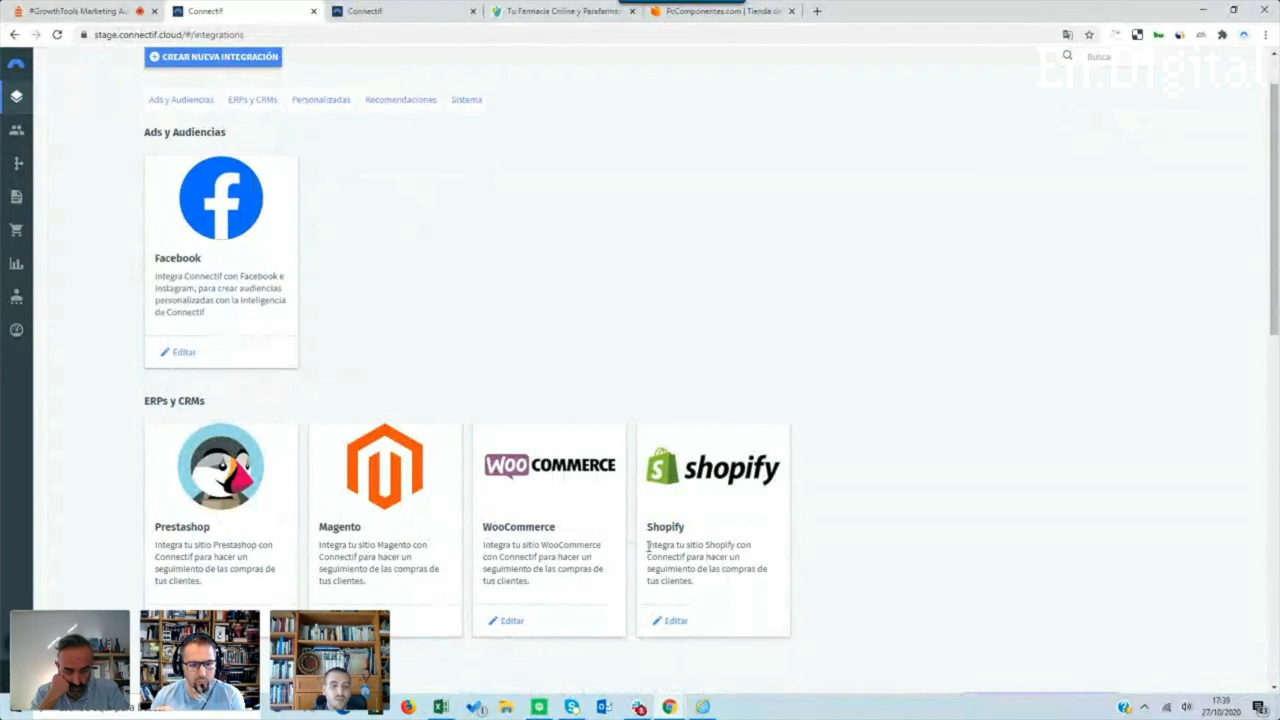 #GrowthTools Marketing Au
Connectif
Connectif
Tu Farmacia Online y Parafarma
PcComponentes.com | Tienda d
stage.connectif.cloud/#/integrations
CREAR NUEVA INTEGRACIÓN
Buscar
En.Digital
Ads y Audiencias
ERPs y CRMs
Personalizadas
Recomendaciones
Sistema
Ads y Audiencias
Facebook
Integra Connectif con Facebook e
Instagram, para crear audiencias
personalizadas con la inteligencia
de Connectif
Editar
ERPs y CRMs
Prestashop
Integra tu sitio Prestashop con
Connectif para hacer un
seguimiento de las compras de
tus clientes.
Magento
Integra tu sitio Magento con
Connectif para hacer un
seguimiento de las compras de
tus clientes.
WOO COMMERCE
WooCommerce
Integra tu sitio WooCommerce
con Connectif para hacer un
seguimiento de las compras de
tus clientes.
Editar
shopify
Shopify
Integra tu sitio Shopify con
Connectif para hacer un
seguimiento de las compras de
tus clientes.
Editar
17:39
27/10/2020